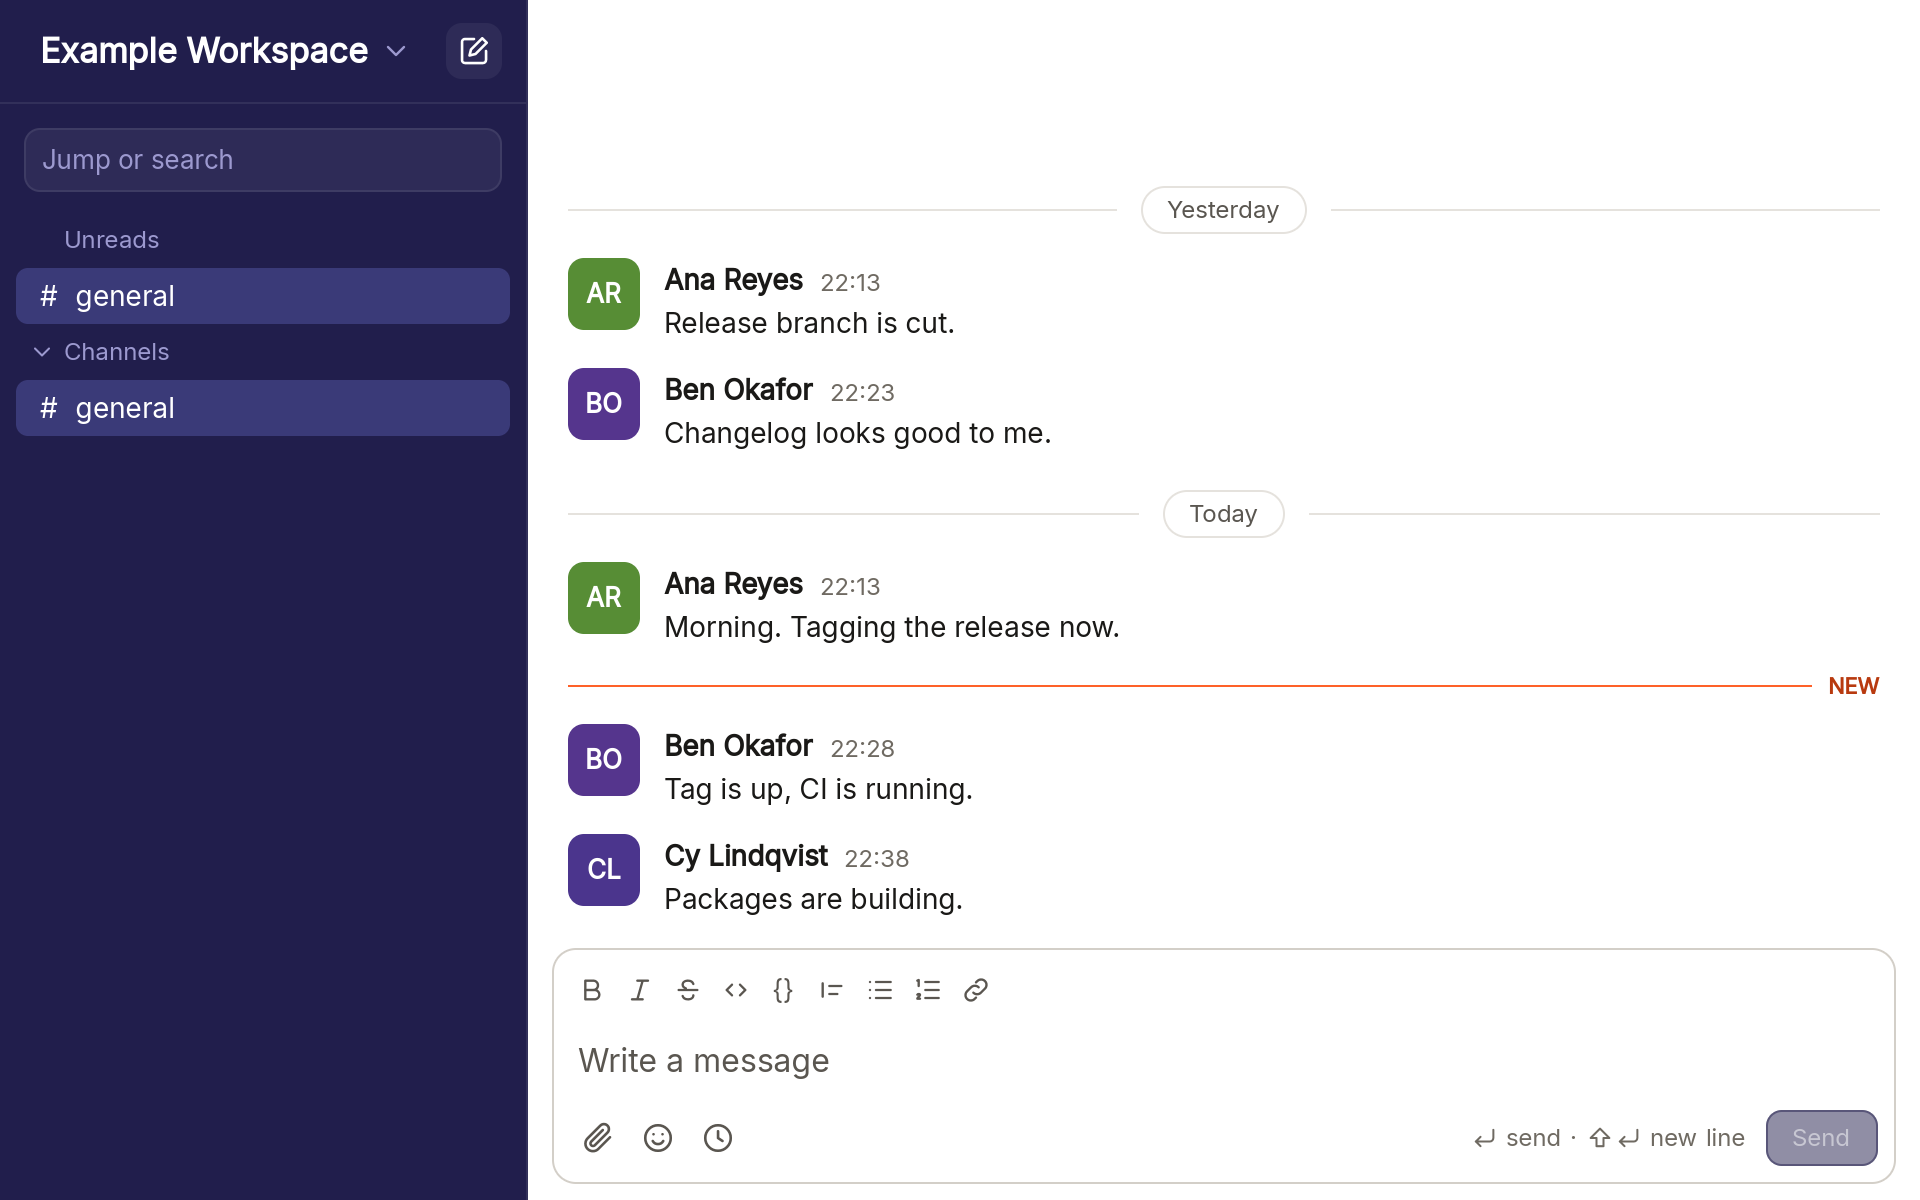 Example Workspace
Jump or search
Unreads
# general
Channels
# general
Yesterday
AR
Ana Reyes 22:13
Release branch is cut.
BO
Ben Okafor 22:23
Changelog looks good to me.
Today
AR
Ana Reyes 22:13
Morning. Tagging the release now.
NEW
BO
Ben Okafor 22:28
Tag is up, CI is running.
CL
Cy Lindqvist 22:38
Packages are building.
Write a message
send · new line
Send